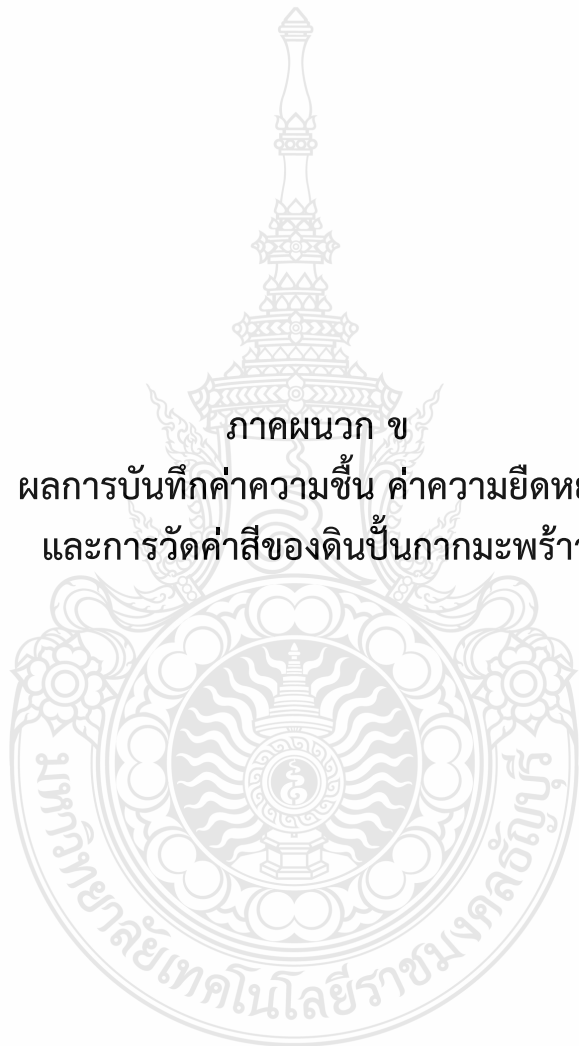 ภาคผนวก ข
ผลการบันทึกค่าความชื้น ค่าความยืดห
และการวัดค่าสีของดินปั้นกากมะพร้าว
มหาวิทยาลัยเทคโนโลยีราชมงคลธัญบุรี